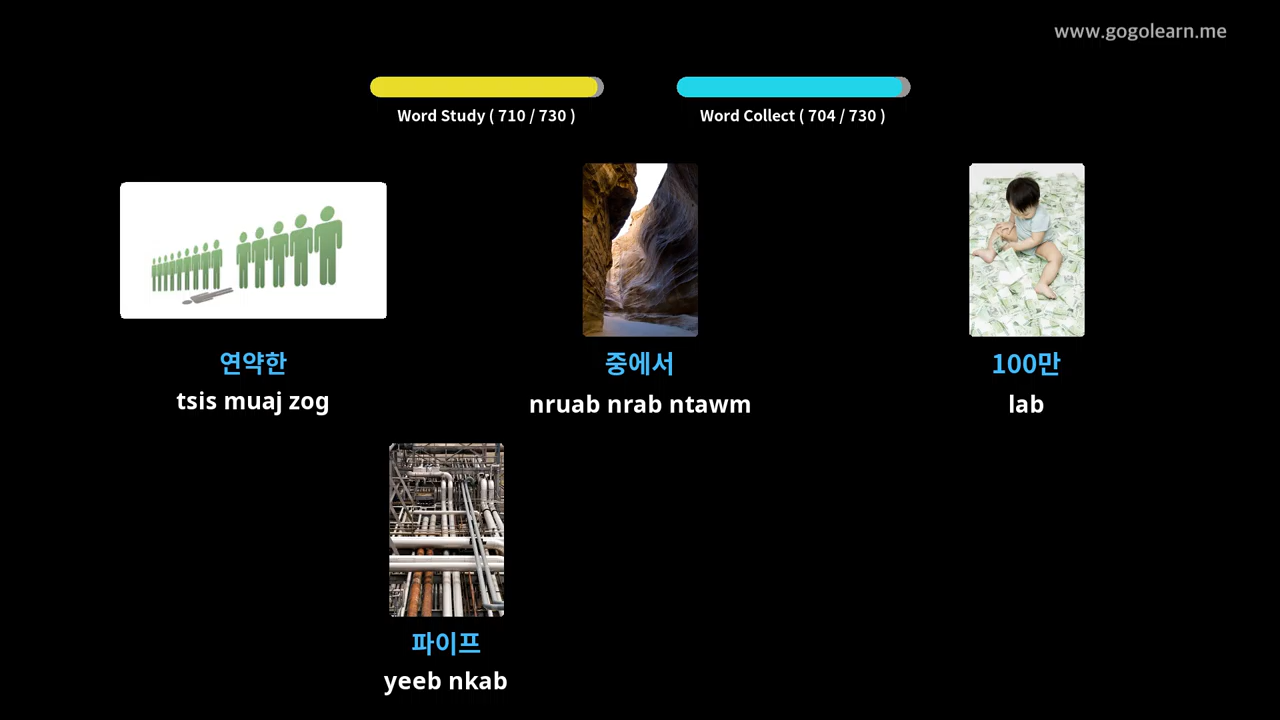 www.gogolearn.me
Word Study ( 710 / 730 )
Word Collect ( 704 / 730 )
연약한
tsis muaj zog
중에서
nruab nrab ntawm
100만
lab
파이프
yeeb nkab